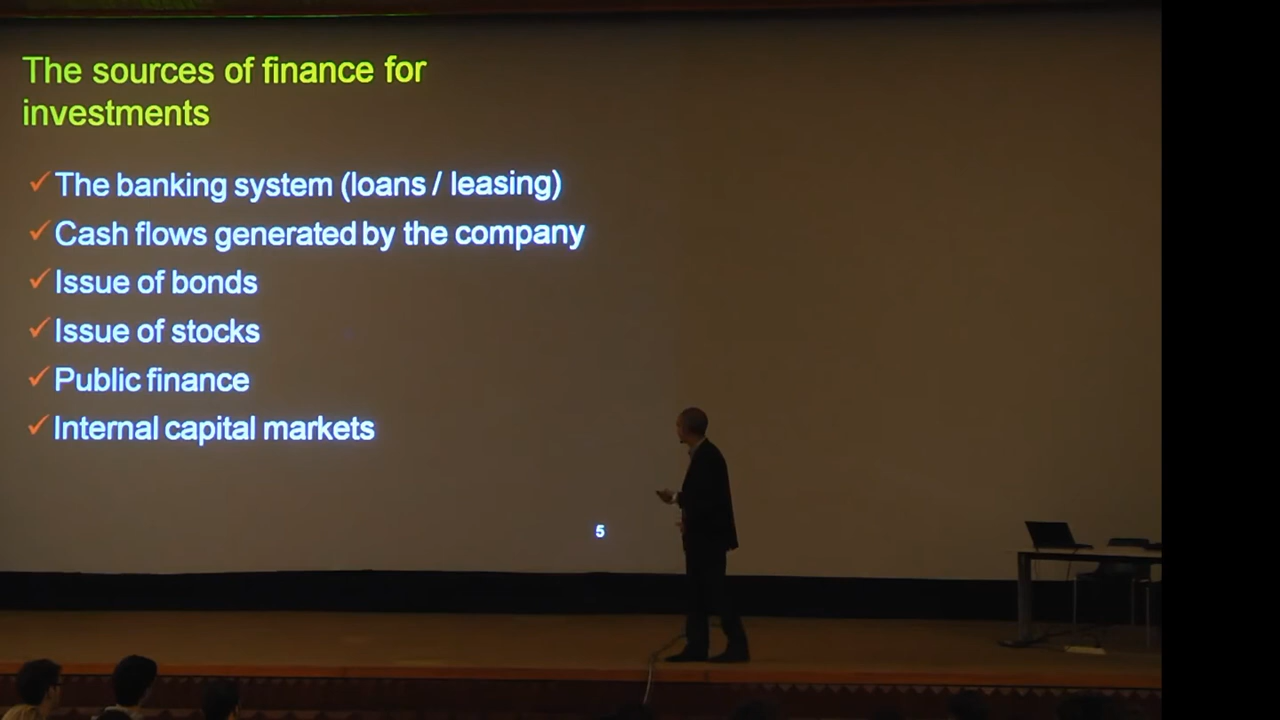 The sources of finance for
investments
✓The banking system (loans / leasing)
✓Cash flows generated by the company
✓Issue of bonds
✓Issue of stocks
✓Public finance
✓Internal capital markets
5